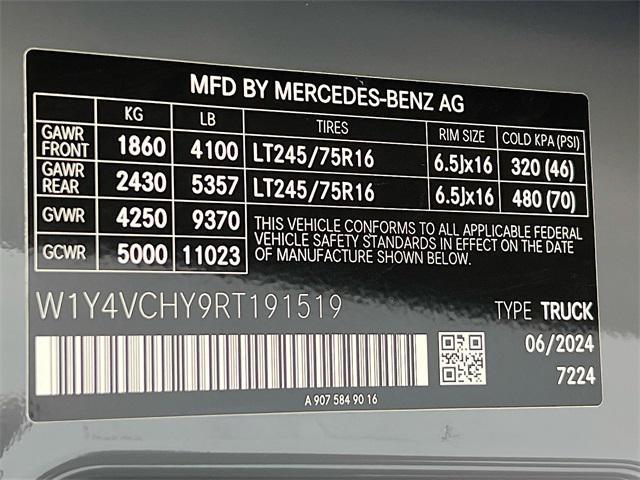 MFD BY MERCEDES-BENZ AG
KG LB TIRES RIM SIZE COLD KPA (PSI)
GAWR FRONT 1860 4100 LT245/75R16 6.5Jx16 320 (46)
GAWR REAR 2430 5357 LT245/75R16 6.5Jx16 480 (70)
GVWR 4250 9370
GCWR 5000 11023
THIS VEHICLE CONFORMS TO ALL APPLICABLE FEDERAL
VEHICLE SAFETY STANDARDS IN EFFECT ON THE DATE
OF MANUFACTURE SHOWN ABOVE.
W1Y4VCHY9RT191519 TYPE TRUCK
06/2024
7224
A 907 584 90 16